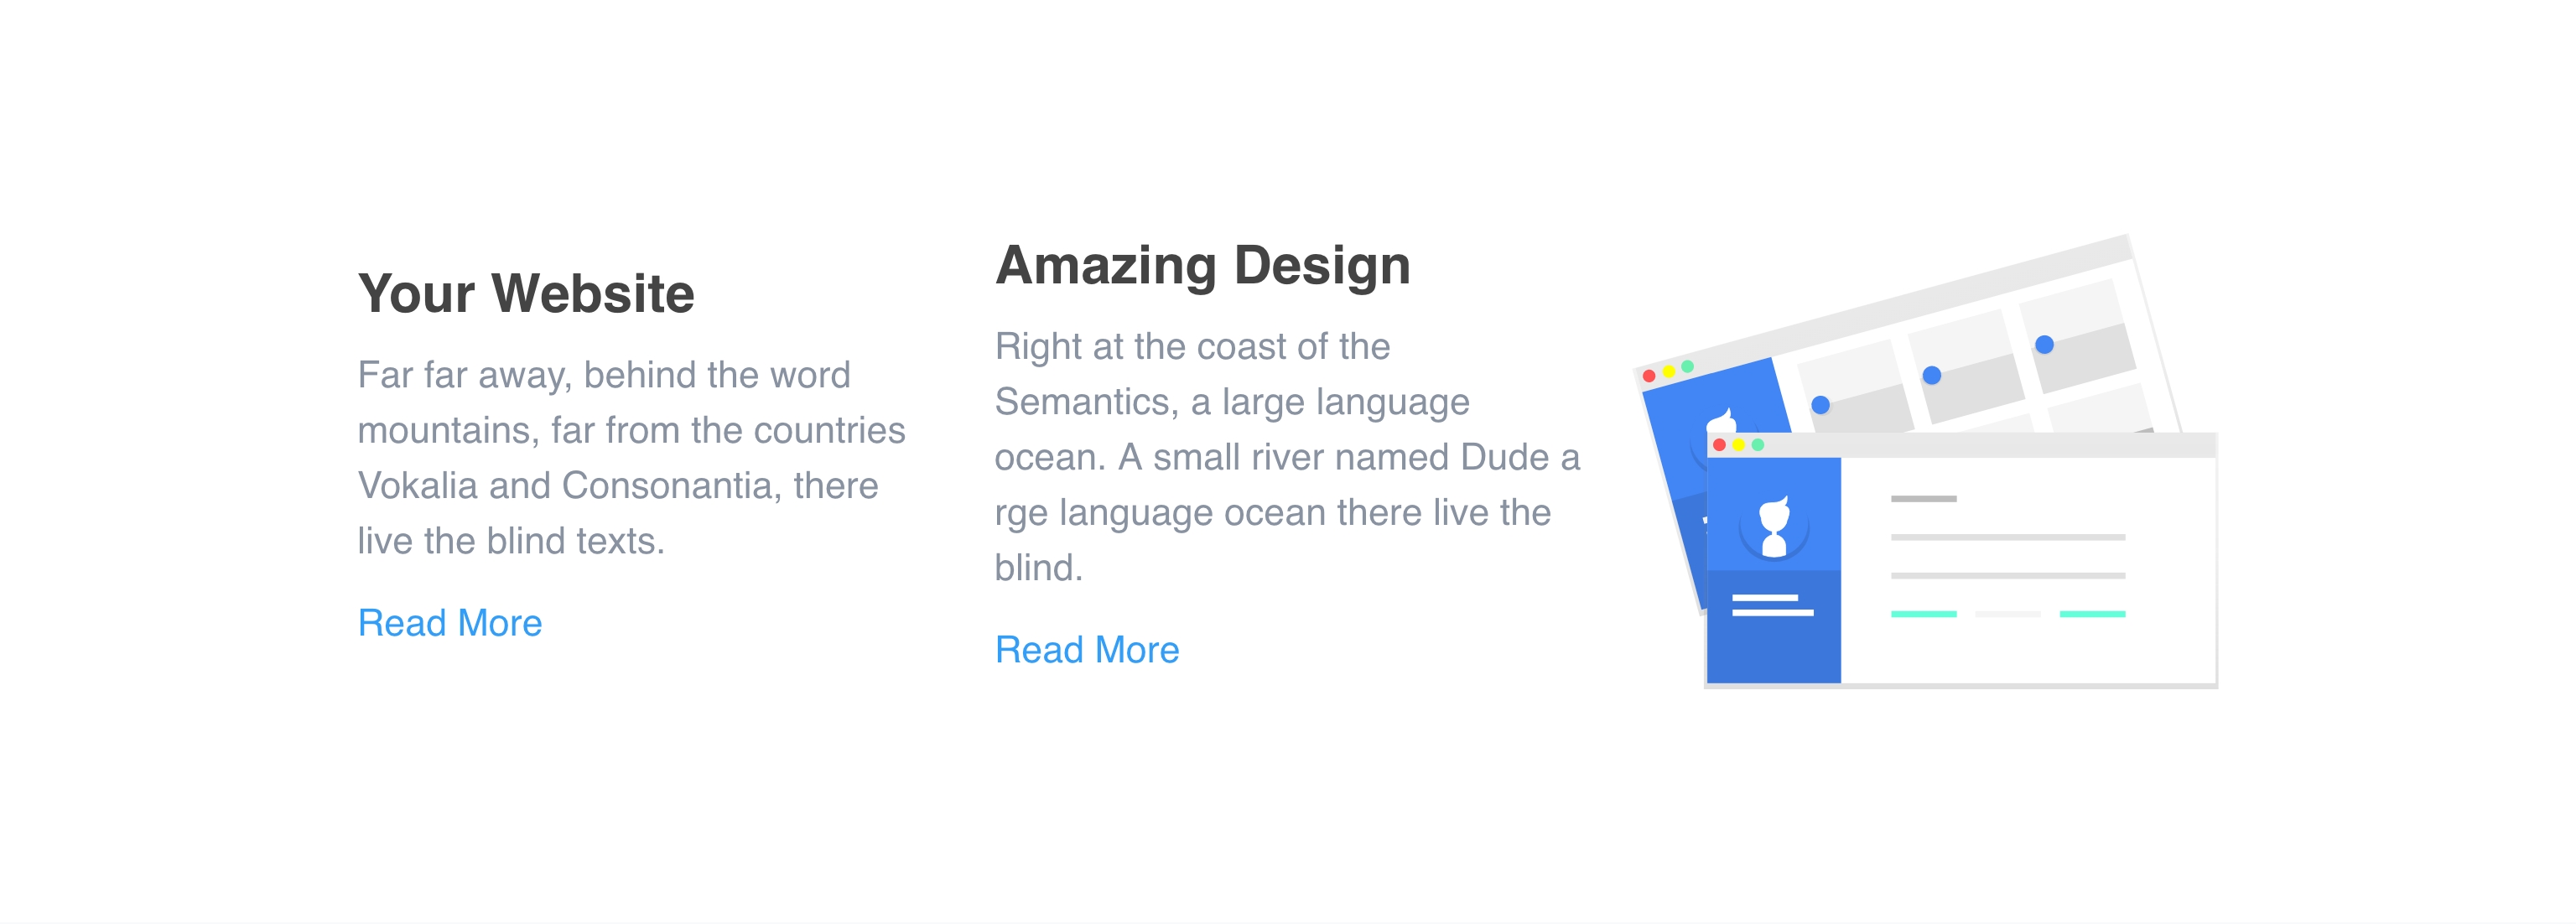 Your Website
Far far away, behind the word
mountains, far from the countries
Vokalia and Consonantia, there
live the blind texts.
Read More
Amazing Design
Right at the coast of the
Semantics, a large language
ocean. A small river named Dude a
rge language ocean there live the
blind.
Read More